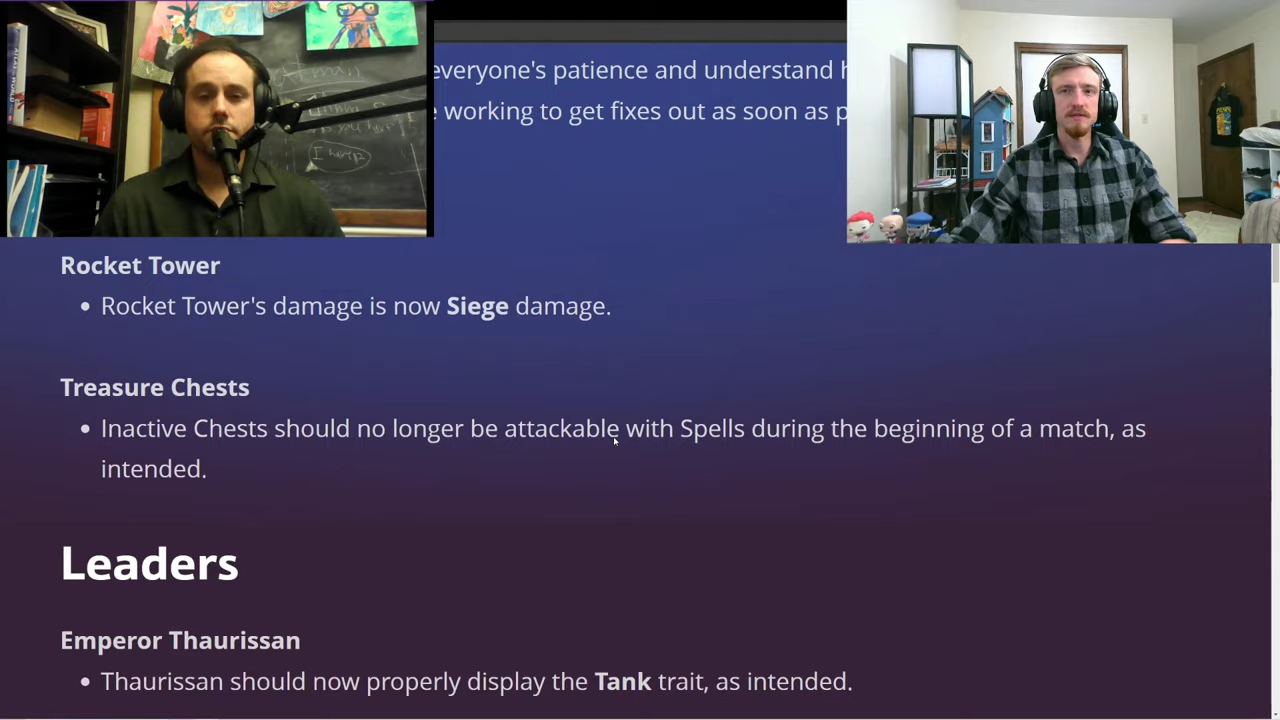 everyone's patience and understand
working to get fixes out as soon as
Rocket Tower
Rocket Tower's damage is now Siege damage.
Treasure Chests
Inactive Chests should no longer be attackable with Spells during the beginning of a match, as
intended.
Leaders
Emperor Thaurissan
Thaurissan should now properly display the Tank trait, as intended.